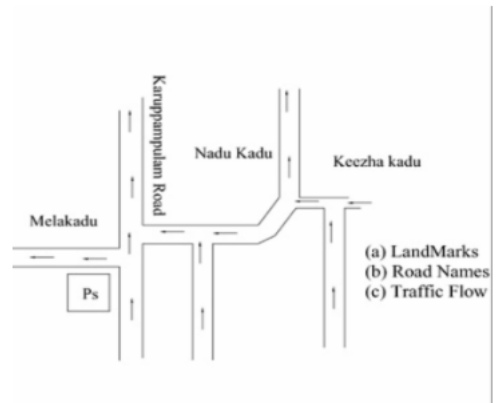 Karuppampulam Road
Nadu Kadu
Keezha kadu
Melakadu
Ps
(a) LandMarks
(b) Road Names
(c) Traffic Flow